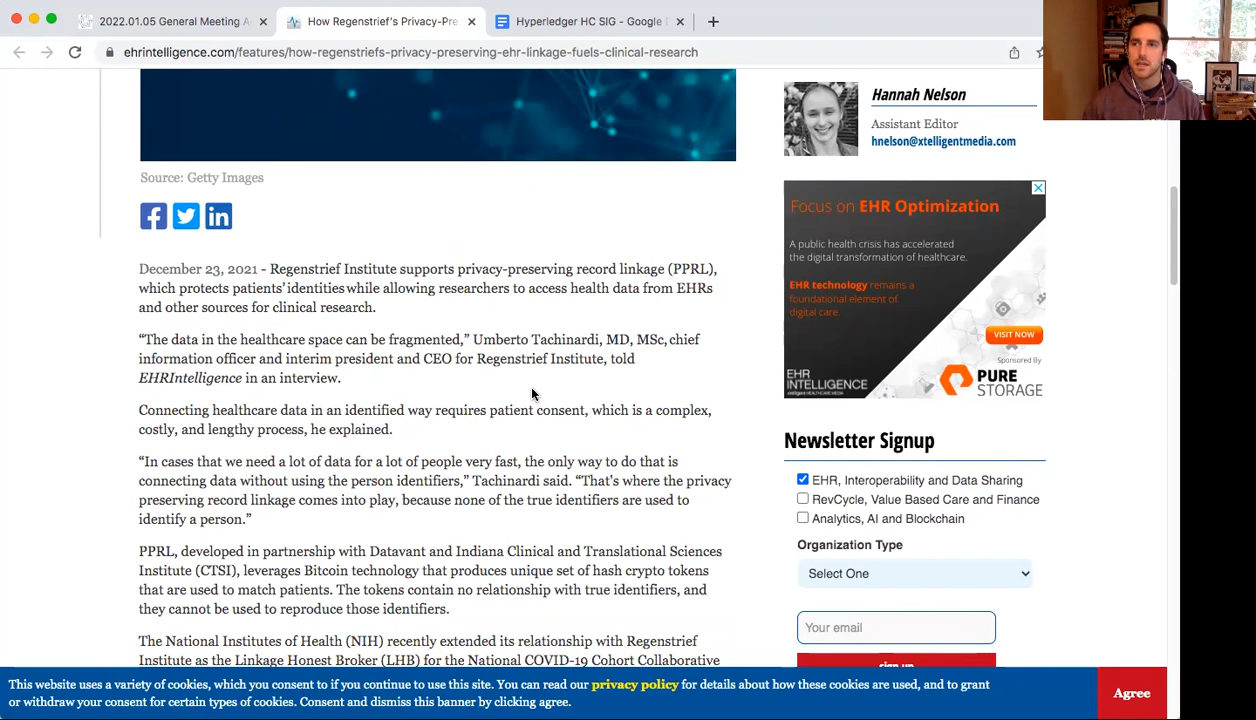 2022.01.05 General Meeting A
How Regenstrief's Privacy-Pre
Hyperledger HC SIG - Google
ehrintelligence.com/features/how-regenstriefs-privacy-preserving-ehr-linkage-fuels-clinical-research
Source: Getty Images
December 23, 2021 - Regenstrief Institute supports privacy-preserving record linkage (PPRL),
which protects patients' identities while allowing researchers to access health data from EHRs
and other sources for clinical research.
“The data in the healthcare space can be fragmented,” Umberto Tachinardi, MD, MSc, chief
information officer and interim president and CEO for Regenstrief Institute, told
EHRIntelligence in an interview.
Connecting healthcare data in an identified way requires patient consent, which is a complex,
costly, and lengthy process, he explained.
“In cases that we need a lot of data for a lot of people very fast, the only way to do that is
connecting data without using the person identifiers,” Tachinardi said. “That's where the privacy
preserving record linkage comes into play, because none of the true identifiers are used to
identify a person.”
PPRL, developed in partnership with Datavant and Indiana Clinical and Translational Sciences
Institute (CTSI), leverages Bitcoin technology that produces unique set of hash crypto tokens
that are used to match patients. The tokens contain no relationship with true identifiers, and
they cannot be used to reproduce those identifiers.
The National Institutes of Health (NIH) recently extended its relationship with Regenstrief
Institute as the Linkage Honest Broker (LHB) for the National COVID-19 Cohort Collaborative
Hannah Nelson
Assistant Editor
hnelson@xtelligentmedia.com
Focus on EHR Optimization
A public health crisis has accelerated
the digital transformation of healthcare.
EHR technology remains a
foundational element of
digital care.
VISIT NOW
Sponsored By
PURE
STORAGE
EHR
INTELLIGENCE
xtelligent HEALTHCARE MEDIA
Newsletter Signup
EHR, Interoperability and Data Sharing
RevCycle, Value Based Care and Finance
Analytics, AI and Blockchain
Organization Type
Select One
Your email
sign up
This website uses a variety of cookies, which you consent to if you continue to use this site. You can read our privacy policy for details about how these cookies are used, and to grant
or withdraw your consent for certain types of cookies. Consent and dismiss this banner by clicking agree.
Agree